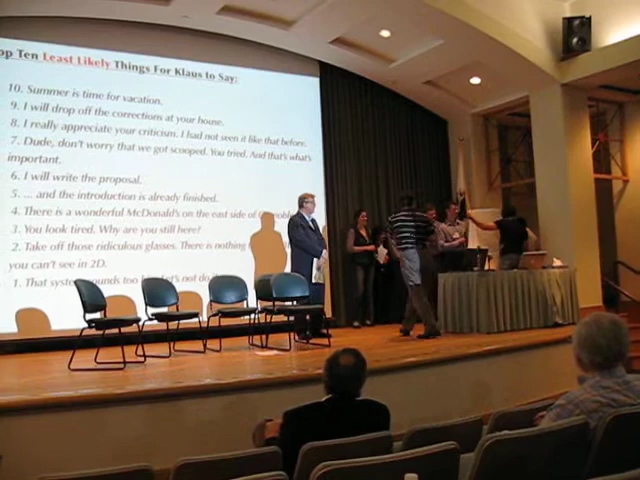 op Ten Least Likely Things For Klaus to Say:
10. Summer is time for vacation.
9. I will drop off the corrections at your house.
8. I really appreciate your criticism. I had not seen it like that before.
7. Dude, don't worry that we got scooped. You tried. And that's what's
important.
6. I will write the proposal.
5. ... and the introduction is already finished.
4. There is a wonderful McDonald's on the east side of
3. You look tired. Why are you still here?
2. Take off those ridiculous glasses. There is nothing
you can't see in 2D.
1. That ounds too let's not do